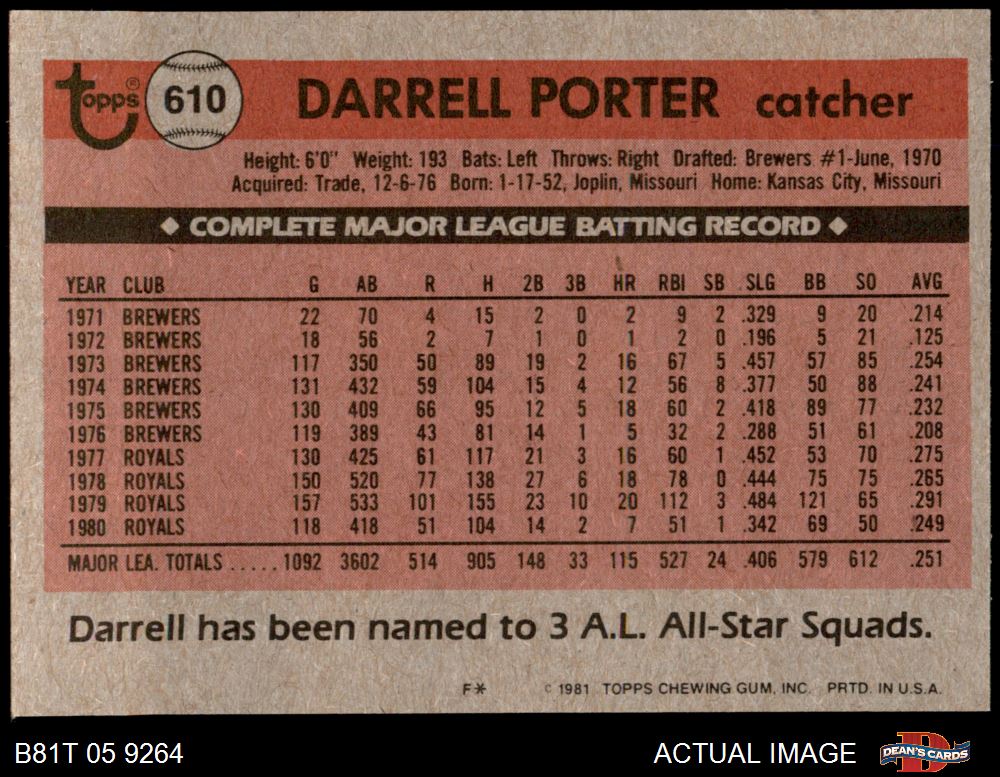 topps® 610 DARRELL PORTER catcher
Height: 6'0" Weight: 193 Bats: Left Throws: Right Drafted: Brewers #1-June, 1970
Acquired: Trade, 12-6-76 Born: 1-17-52, Joplin, Missouri Home: Kansas City, Missouri
◆ COMPLETE MAJOR LEAGUE BATTING RECORD ◆
YEAR CLUB G AB R H 2B 3B HR RBI SB SLG BB SO AVG
1971 BREWERS 22 70 4 15 2 0 2 9 2 .329 9 20 .214
1972 BREWERS 18 56 2 7 1 0 1 2 0 .196 5 21 .125
1973 BREWERS 117 350 50 89 19 2 16 67 5 .457 57 85 .254
1974 BREWERS 131 432 59 104 15 4 12 56 8 .377 50 88 .241
1975 BREWERS 130 409 66 95 12 5 18 60 2 .418 89 77 .232
1976 BREWERS 119 389 43 81 14 1 5 32 2 .288 51 61 .208
1977 ROYALS 130 425 61 117 21 3 16 60 1 .452 53 70 .275
1978 ROYALS 150 520 77 138 27 6 18 78 0 .444 75 75 .265
1979 ROYALS 157 533 101 155 23 10 20 112 3 .484 121 65 .291
1980 ROYALS 118 418 51 104 14 2 7 51 1 .342 69 50 .249
MAJOR LEA. TOTALS ..... 1092 3602 514 905 148 33 115 527 24 .406 579 612 .251
Darrell has been named to 3 A.L. All-Star Squads.
F* © 1981 TOPPS CHEWING GUM, INC. PRTD. IN U.S.A.
B81T 05 9264 ACTUAL IMAGE DEAN'S CARDS